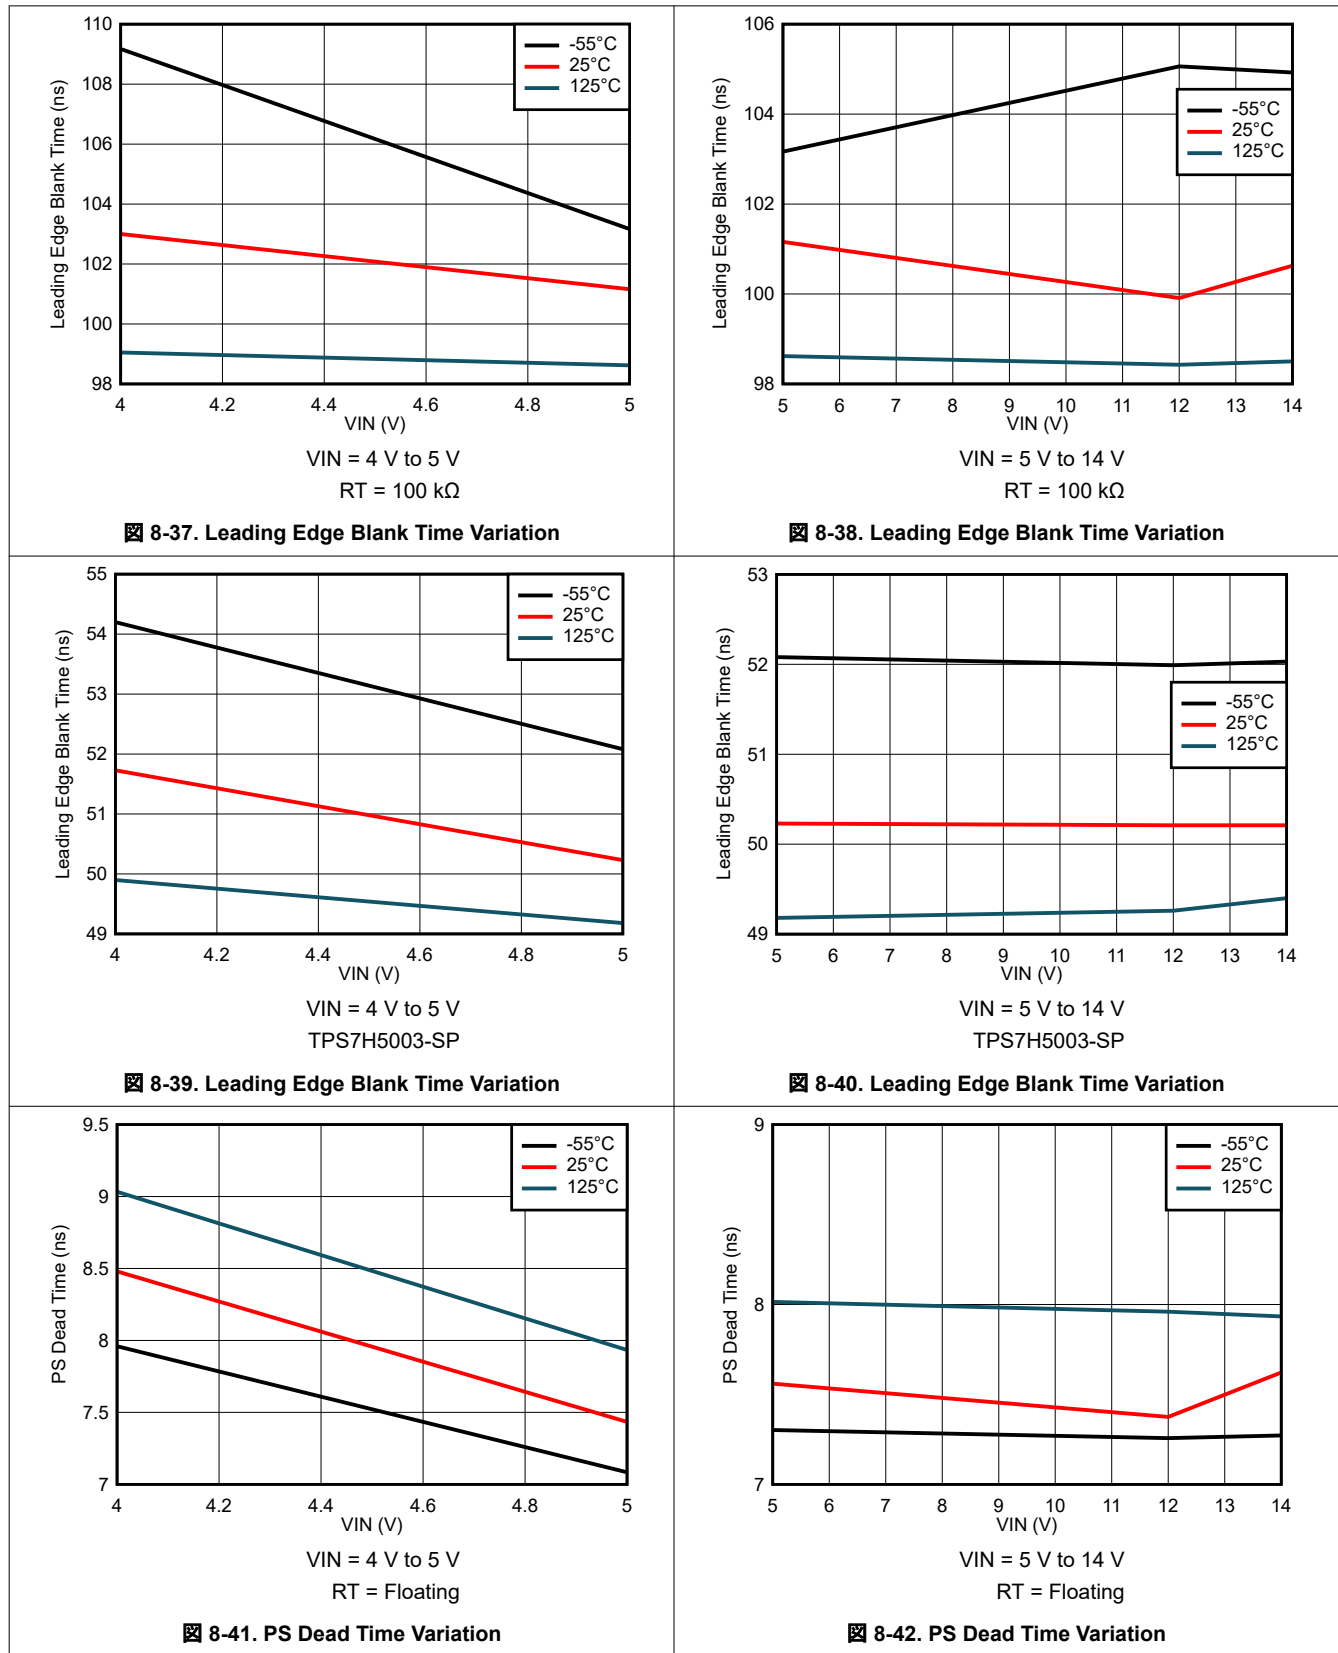 110
108
106
104
102
100
98
Leading Edge Blank Time (ns)
-55°C
25°C
125°C
4 4.2 4.4 4.6 4.8 5
VIN (V)
VIN = 4 V to 5 V
RT = 100 kΩ
図 8-37. Leading Edge Blank Time Variation
106
104
102
100
98
Leading Edge Blank Time (ns)
-55°C
25°C
125°C
5 6 7 8 9 10 11 12 13 14
VIN (V)
VIN = 5 V to 14 V
RT = 100 kΩ
図 8-38. Leading Edge Blank Time Variation
55
54
53
52
51
50
49
Leading Edge Blank Time (ns)
-55°C
25°C
125°C
4 4.2 4.4 4.6 4.8 5
VIN (V)
VIN = 4 V to 5 V
TPS7H5003-SP
図 8-39. Leading Edge Blank Time Variation
53
52
51
50
49
Leading Edge Blank Time (ns)
-55°C
25°C
125°C
5 6 7 8 9 10 11 12 13 14
VIN (V)
VIN = 5 V to 14 V
TPS7H5003-SP
図 8-40. Leading Edge Blank Time Variation
9.5
9
8.5
8
7.5
7
PS Dead Time (ns)
-55°C
25°C
125°C
4 4.2 4.4 4.6 4.8 5
VIN (V)
VIN = 4 V to 5 V
RT = Floating
図 8-41. PS Dead Time Variation
9
8
7
PS Dead Time (ns)
-55°C
25°C
125°C
5 6 7 8 9 10 11 12 13 14
VIN (V)
VIN = 5 V to 14 V
RT = Floating
図 8-42. PS Dead Time Variation